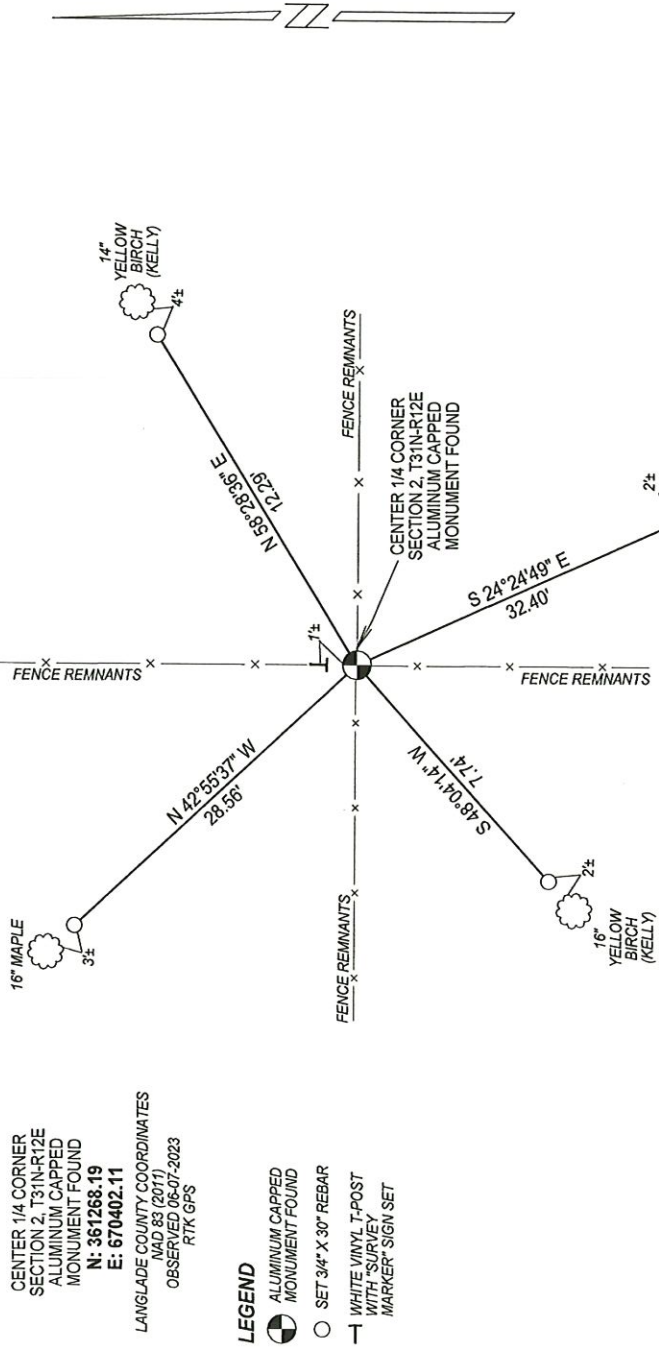 CENTER 1/4 CORNER
SECTION 2, T31N-R12E
ALUMINUM CAPPED
MONUMENT FOUND
N: 361268.19
E: 670402.11
LANGLADE COUNTY COORDINATES
NAD 83 (2011)
OBSERVED 06-07-2023
RTK GPS
LEGEND
ALUMINUM CAPPED
MONUMENT FOUND
SET 3/4" X 30" REBAR
WHITE VINYL T-POST
WITH "SURVEY
MARKER" SIGN SET
16" MAPLE
3'±
N 42°55'37" W
28.56'
FENCE REMNANTS
14"
YELLOW
BIRCH
(KELLY)
4'±
N 58°28'36" E
12.29'
1'±
FENCE REMNANTS
FENCE REMNANTS
CENTER 1/4 CORNER
SECTION 2, T31N-R12E
ALUMINUM CAPPED
MONUMENT FOUND
S 48°04'14" W
7.74'
2'±
16"
YELLOW
BIRCH
(KELLY)
S 24°24'49" E
32.40'
FENCE REMNANTS
2'±
N